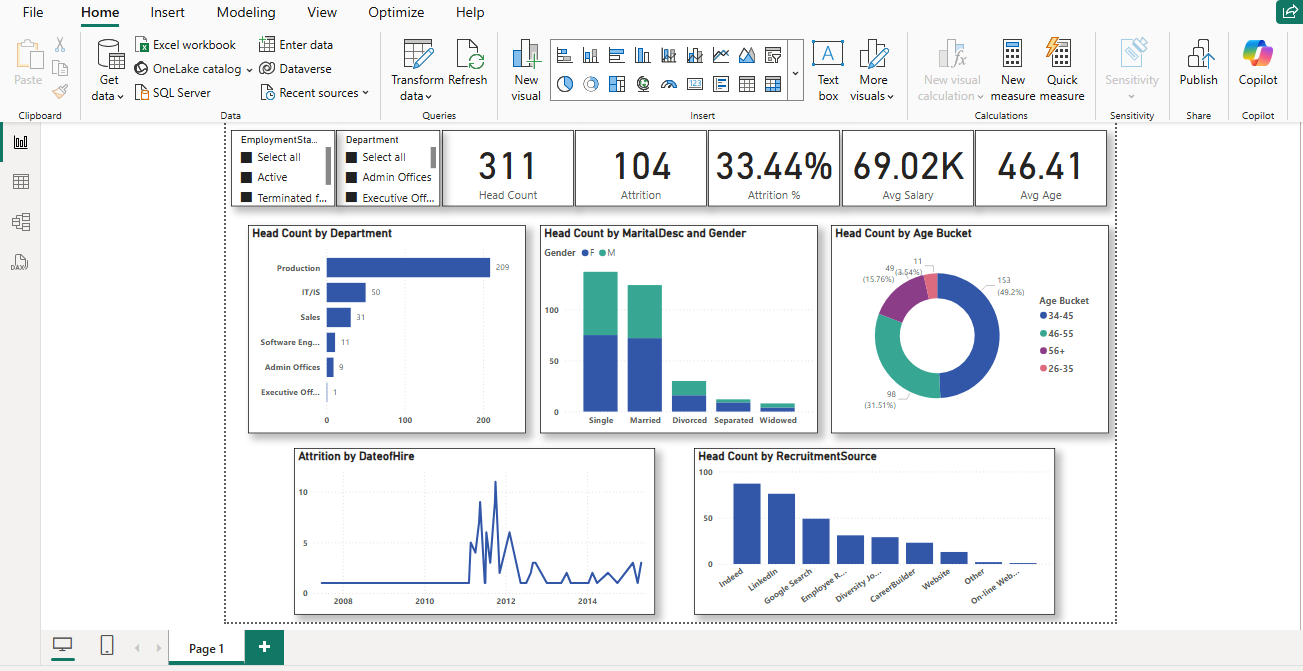 File Home Insert Modeling View Optimize Help
Paste
Clipboard
Get data
Excel workbook
OneLake catalog
SQL Server
Enter data
Dataverse
Recent sources
Data
Transform data
Refresh
Queries
New visual
123
A
Text box
More visuals
Insert
New visual calculation
New measure
Quick measure
Calculations
Sensitivity
Sensitivity
Publish
Share
Copilot
Copilot
DAX
EmploymentSta...
Select all
Active
Terminated f...
Department
Select all
Admin Offices
Executive Off...
311
Head Count
104
Attrition
33.44%
Attrition %
69.02K
Avg Salary
46.41
Avg Age
Head Count by Department
Production 209
IT/IS 50
Sales 31
Software Eng... 11
Admin Offices 9
Executive Off... 1
0 100 200
Head Count by MaritalDesc and Gender
Gender F M
100
50
0
Single Married Divorced Separated Widowed
Head Count by Age Bucket
11
(3.54%)
49
(15.76%)
153
(49.2%)
98
(31.51%)
Age Bucket
34-45
46-55
56+
26-35
Attrition by DateofHire
10
5
0
2008 2010 2012 2014
Head Count by RecruitmentSource
100
50
0
Indeed LinkedIn Google Search Employee R... Diversity Jo... CareerBuilder Website Other On-line Web...
Page 1 +